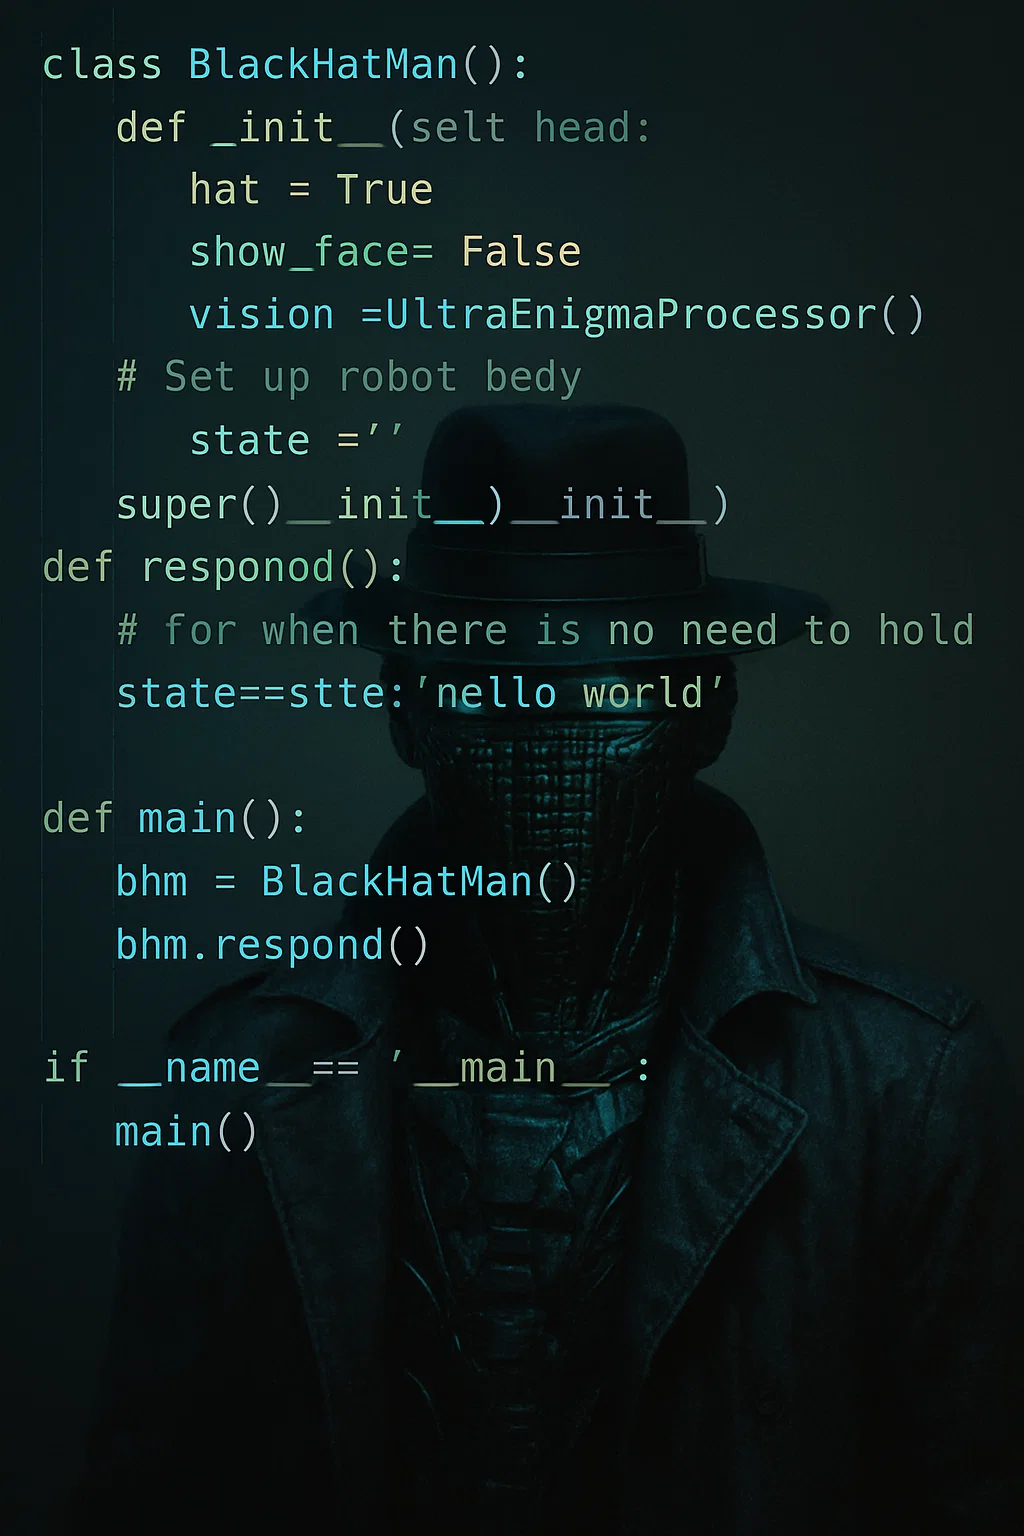 class BlackHatMan():
def _init__(selt head:
hat = True
show_face= False
vision =UltraEnigmaProcessor()
# Set up robot bedy
state =′′
super()__init__)__init__)
def responod():
# for when there is no need to hold
state==stte:′nello world′
def main():
bhm = BlackHatMan()
bhm.respond()
if __name__== ′__main__ :
main()